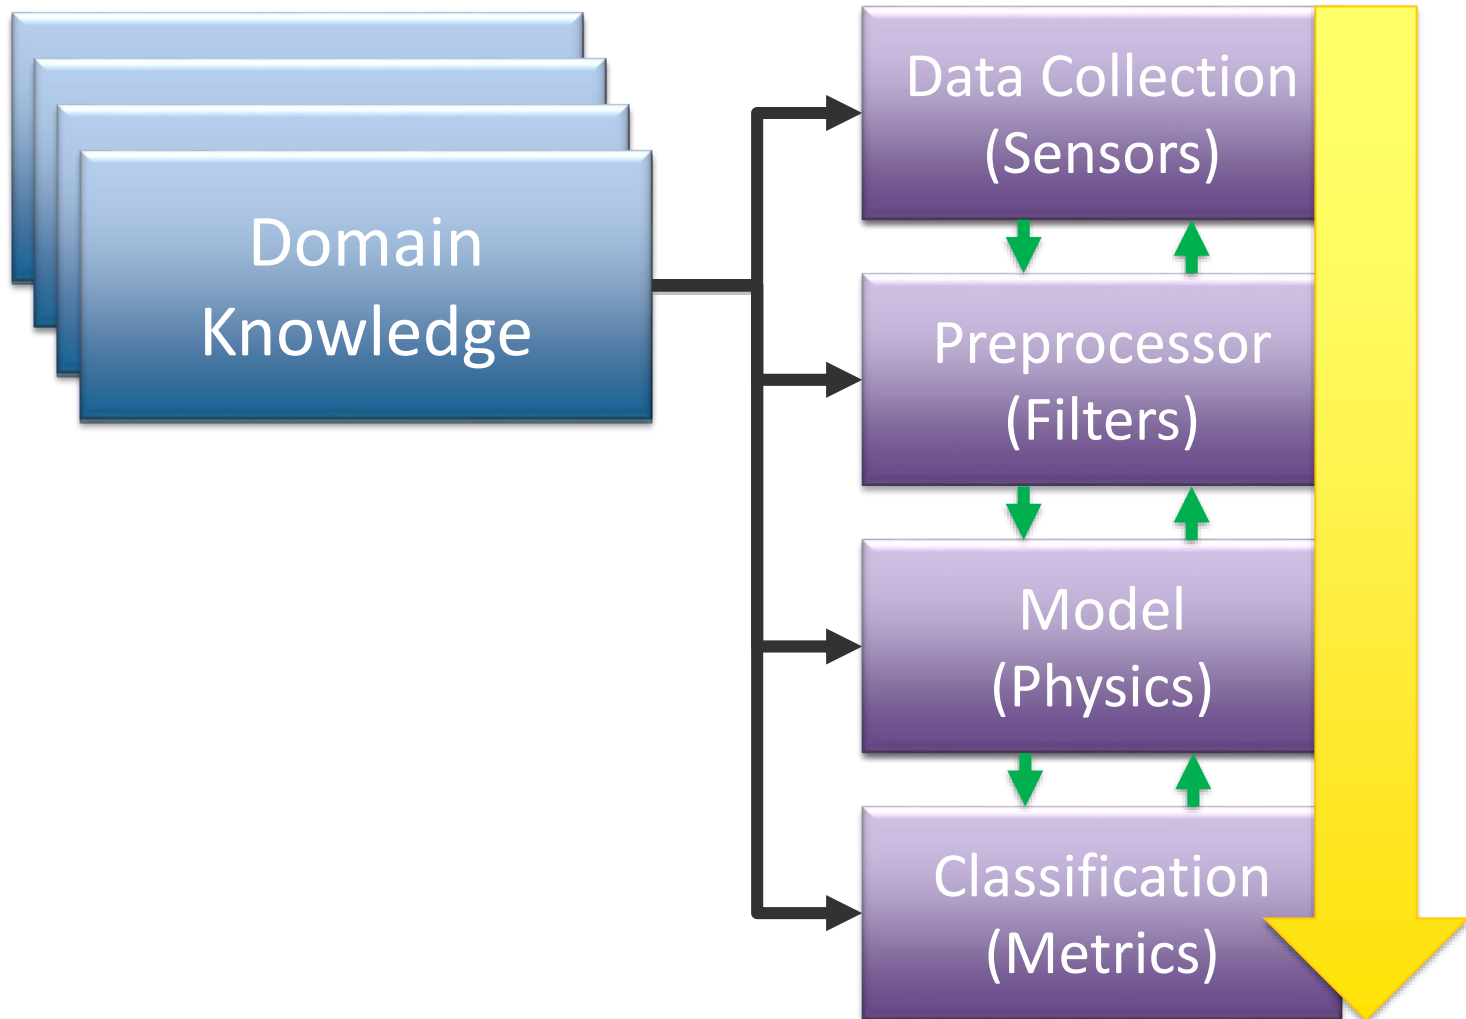 Domain
Knowledge
Data Collection
(Sensors)
Preprocessor
(Filters)
Model
(Physics)
Classification
(Metrics)